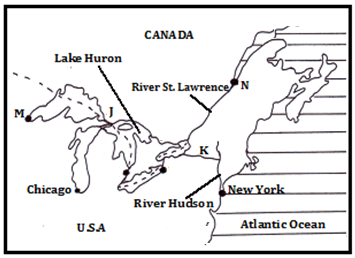 CANADA
Lake Huron
River St. Lawrence
N
M
J
K
Chicago
New York
River Hudson
U.S.A
Atlantic Ocean